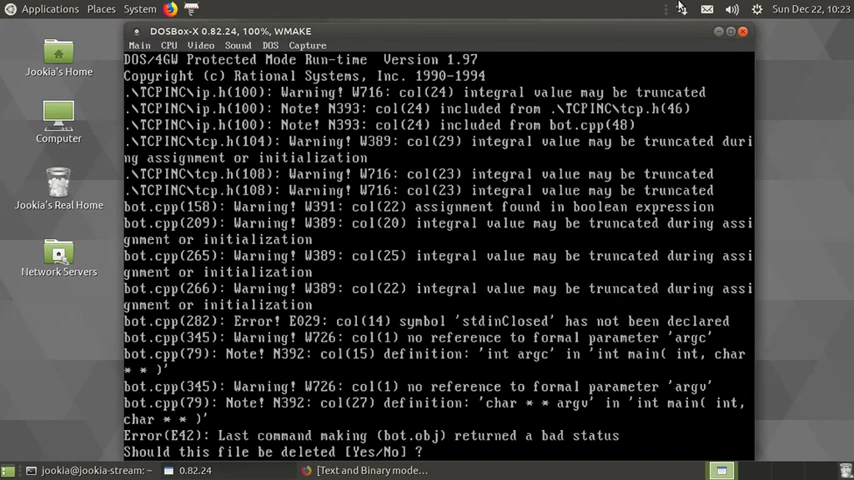 Applications Places System Sun Dec 22, 10:23
DOSBox-X 0.82.24, 100%, WMAKE
Main CPU Video Sound DOS Capture
DOS/4GW Protected Mode Run-time Version 1.97
Copyright (c) Rational Systems, Inc. 1990-1994
.\TCPINC\ip.h(100): Warning! W716: col(24) integral value may be truncated
.\TCPINC\ip.h(100): Note! N393: col(24) included from .\TCPINC\tcp.h(46)
.\TCPINC\ip.h(100): Note! N393: col(24) included from bot.cpp(48)
.\TCPINC\tcp.h(104): Warning! W389: col(29) integral value may be truncated duri
ng assignment or initialization
.\TCPINC\tcp.h(108): Warning! W716: col(23) integral value may be truncated
.\TCPINC\tcp.h(108): Warning! W716: col(23) integral value may be truncated
bot.cpp(158): Warning! W391: col(22) assignment found in boolean expression
bot.cpp(209): Warning! W389: col(20) integral value may be truncated during assi
gnment or initialization
bot.cpp(265): Warning! W389: col(25) integral value may be truncated during assi
gnment or initialization
bot.cpp(266): Warning! W389: col(22) integral value may be truncated during assi
gnment or initialization
bot.cpp(282): Error! E029: col(14) symbol 'stdinClosed' has not been declared
bot.cpp(345): Warning! W726: col(1) no reference to formal parameter 'argc'
bot.cpp(79): Note! N392: col(15) definition: 'int argc' in 'int main( int, char
* * )'
bot.cpp(345): Warning! W726: col(1) no reference to formal parameter 'argv'
bot.cpp(79): Note! N392: col(27) definition: 'char * * argv' in 'int main( int,
char * * )'
Error(E42): Last command making (bot.obj) returned a bad status
Should this file be deleted [Yes/No] ?
Jookia's Home
Computer
Jookia's Real Home
Network Servers
jookia@jookia-stream: ~ 0.82.24 [Text and Binary mode...